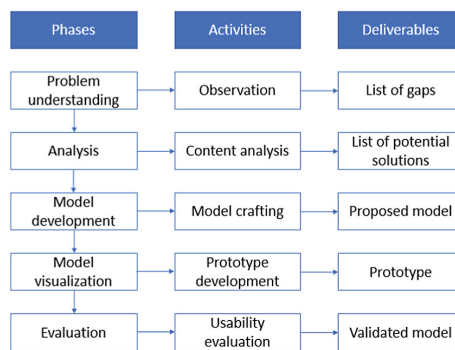 Phases
Activities
Deliverables
Problem
understanding
Observation
List of gaps
Analysis
Content analysis
List of potential
solutions
Model
development
Model crafting
Proposed model
Model
visualization
Prototype
development
Prototype
Evaluation
Usability
evaluation
Validated model